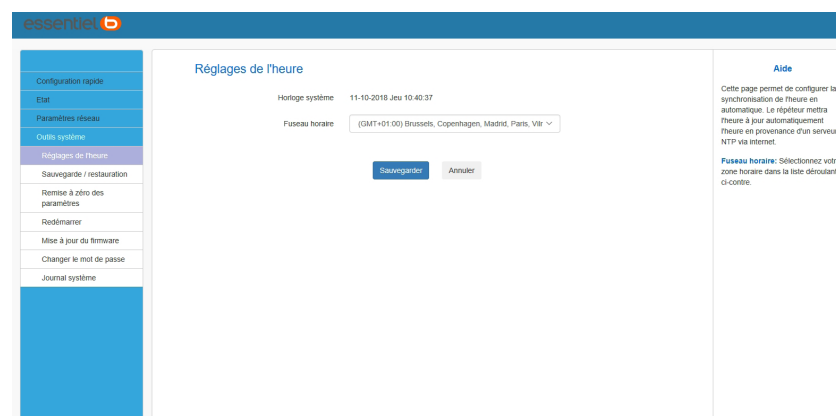 essentiel b
Configuration rapide
Etat
Paramètres réseau
Outils système
Réglages de l'heure
Sauvegarde / restauration
Remise à zéro des
paramètres
Redémarrer
Mise à jour du firmware
Changer le mot de passe
Journal système
Réglages de l'heure
Horloge système 11-10-2018 Jeu 10:40:37
Fuseau horaire (GMT+01:00) Brussels, Copenhagen, Madrid, Paris, Vilr
Sauvegarder Annuler
Aide
Cette page permet de configurer la
synchronisation de l'heure en
automatique. Le répéteur mettra
l'heure à jour automatiquement
l'heure en provenance d'un serveur
NTP via internet.
Fuseau horaire: Sélectionnez votr
zone horaire dans la liste déroulant
ci-contre.